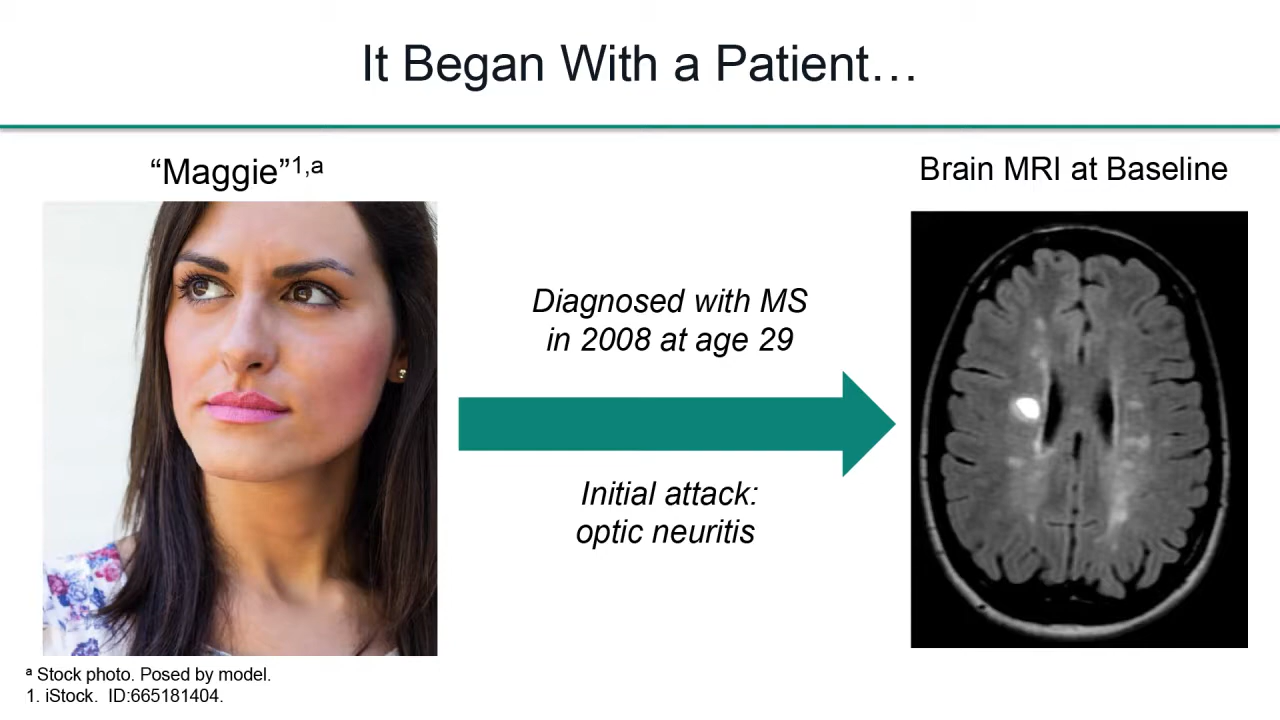 It Began With a Patient…
“Maggie”1,a
Brain MRI at Baseline
Diagnosed with MS
in 2008 at age 29
Initial attack:
optic neuritis
a Stock photo. Posed by model.
1. iStock. ID:665181404.